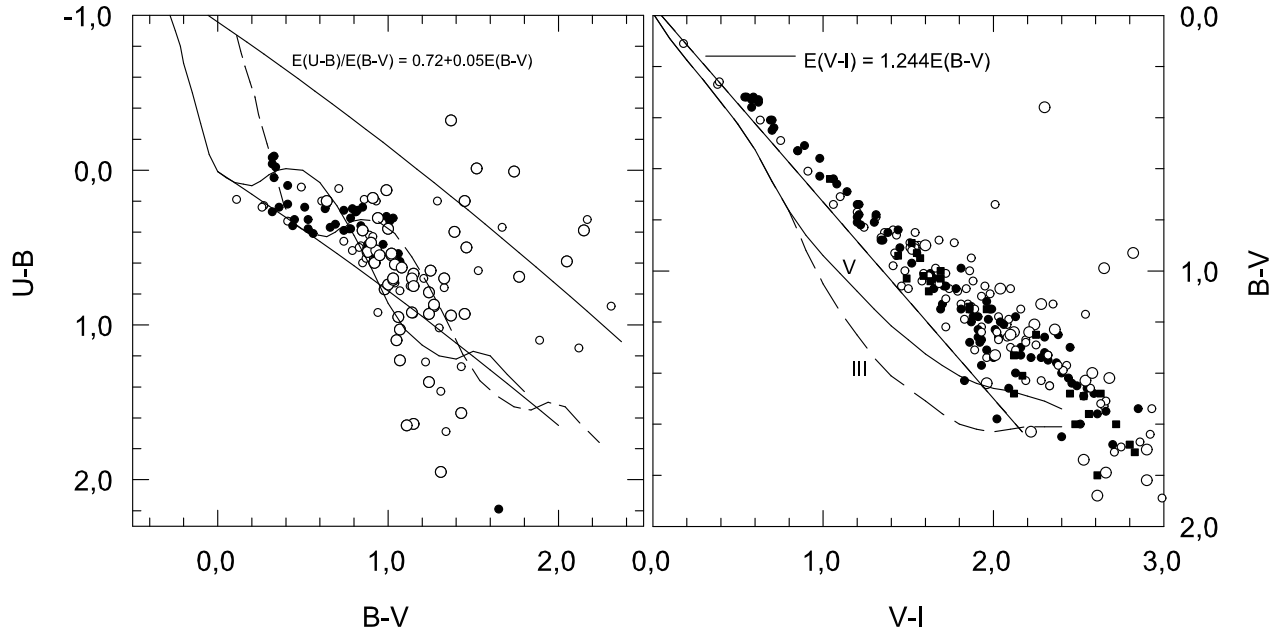 -1,0
0,0
1,0
2,0
U-B
E(U-B)/E(B-V) = 0.72+0.05E(B-V)
0,0
1,0
2,0
B-V
E(V-I) = 1.244E(B-V)
V
III
0,0
1,0
2,0
3,0
V-I
0,0
1,0
2,0
B-V